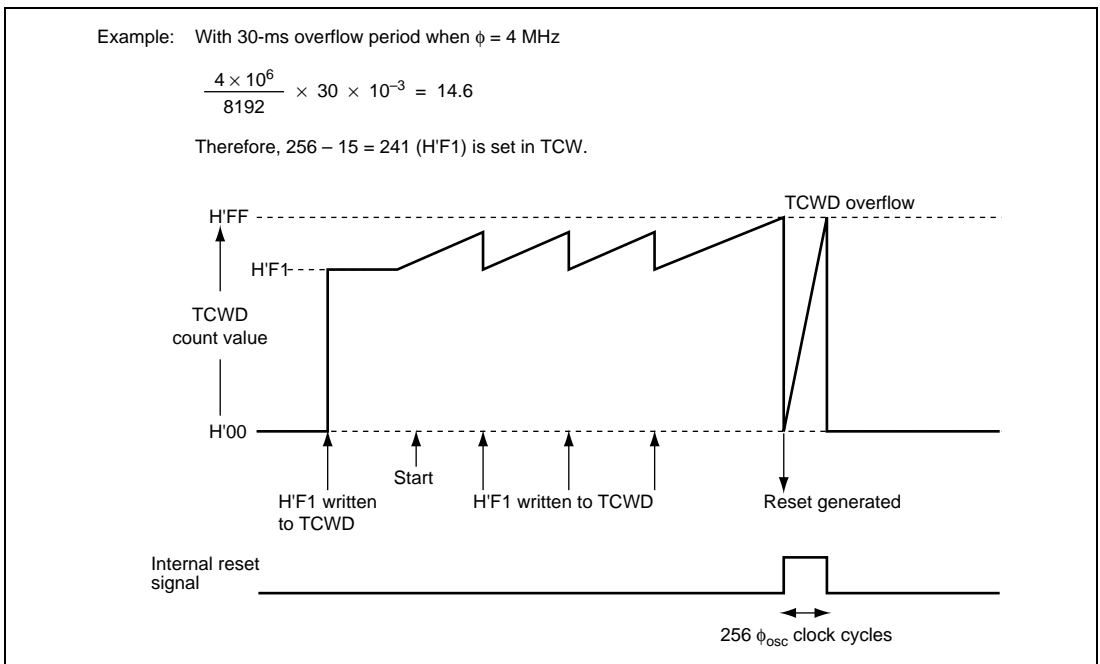 Example: With 30-ms overflow period when ϕ = 4 MHz
4 × 10⁶
8192
× 30 × 10⁻³ = 14.6
Therefore, 256 – 15 = 241 (H'F1) is set in TCW.
TCWD overflow
H'FF
H'F1
TCWD
count value
H'00
Start
H'F1 written
to TCWD
H'F1 written to TCWD
Reset generated
Internal reset
signal
256 ϕosc clock cycles